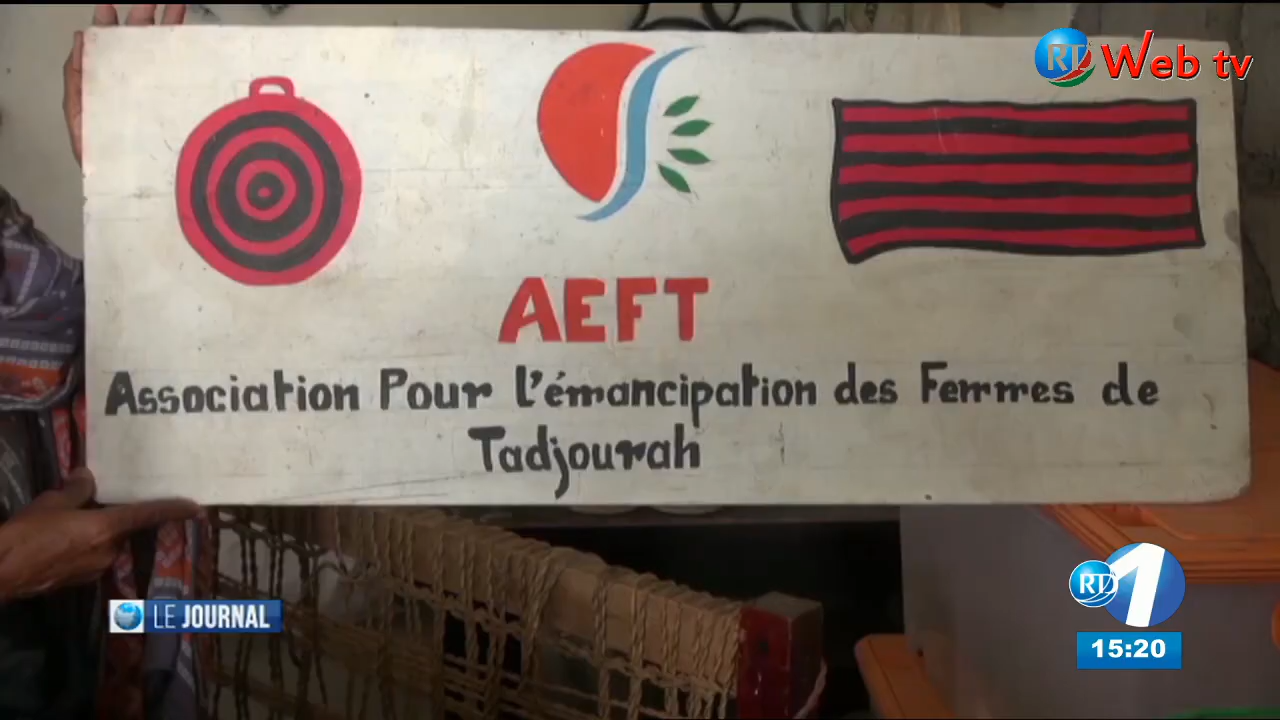 RT Web tv
AEFT
Association Pour l'émancipation des Femmes de
Tadjourah
LE JOURNAL
RT 1
15:20